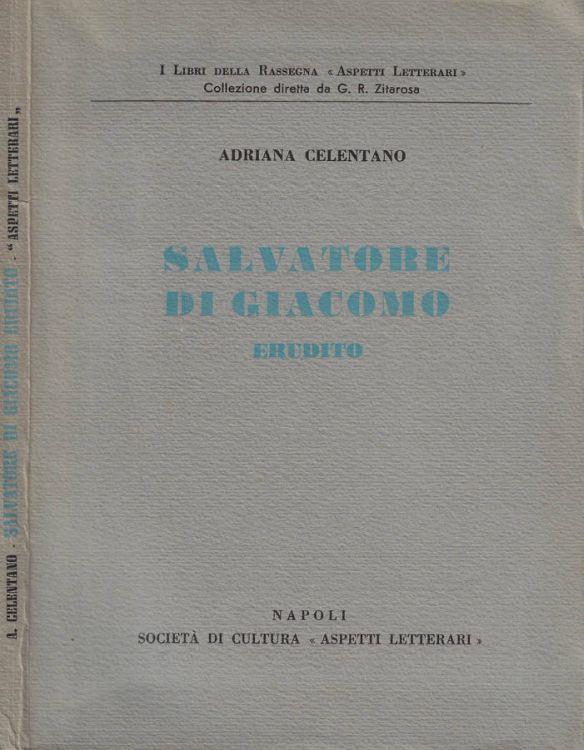 I LIBRI DELLA RASSEGNA « ASPETTI LETTERARI »
Collezione diretta da G. R. Zitarosa
ADRIANA CELENTANO
SALVATORE
DI GIACOMO
ERUDITO
NAPOLI
SOCIETÀ DI CULTURA « ASPETTI LETTERARI »
A. CELENTANO - SALVATORE DI GIACOMO ERUDITO - “ ASPETTI LETTERARI „